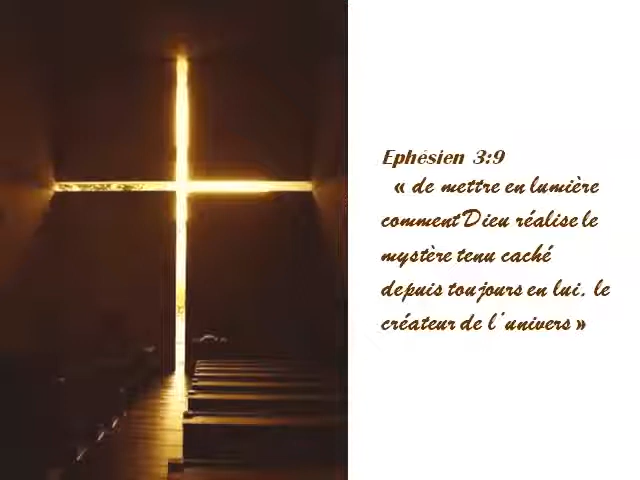 Ephésien 3:9
« de mettre en lumière
comment Dieu réalise le
mystère tenu caché
depuis toujours en lui, le
créateur de l'univers »